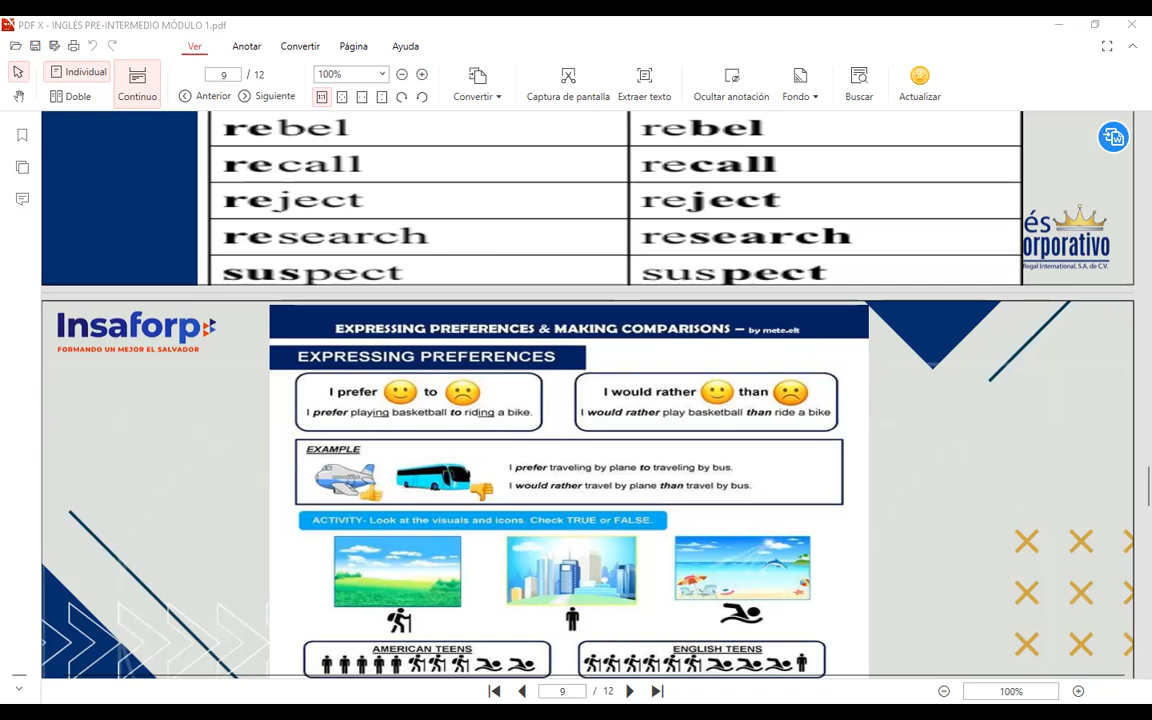 PDF X - INGLÉS PRE-INTERMEDIO MÓDULO 1.pdf
Ver Anotar Convertir Página Ayuda
Individual
Doble
Continuo
9 / 12
Anterior Siguiente
100%
Convertir
Captura de pantalla
Extraer texto
Ocultar anotación
Fondo
Buscar
Actualizar
rebel rebel
recall recall
reject reject
research research
suspect suspect
és
orporativo
Regal International, S.A. de C.V.
Insaforp
FORMANDO UN MEJOR EL SALVADOR
EXPRESSING PREFERENCES & MAKING COMPARISONS – by mete.elt
EXPRESSING PREFERENCES
I prefer to
I prefer playing basketball to riding a bike.
I would rather than
I would rather play basketball than ride a bike
EXAMPLE
I prefer traveling by plane to traveling by bus.
I would rather travel by plane than travel by bus.
ACTIVITY- Look at the visuals and icons. Check TRUE or FALSE.
AMERICAN TEENS
ENGLISH TEENS
9 / 12
100%